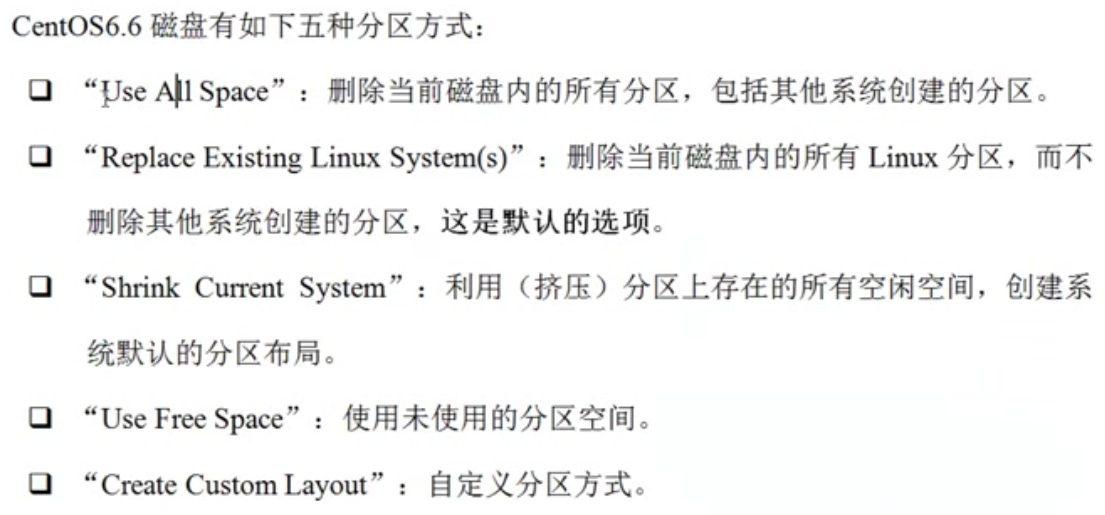 CentOS6.6 磁盘有如下五种分区方式：
❑ “Use All Space”：删除当前磁盘内的所有分区，包括其他系统创建的分区。
❑ “Replace Existing Linux System(s)”：删除当前磁盘内的所有 Linux 分区，而不
删除其他系统创建的分区，这是默认的选项。
❑ “Shrink Current System”：利用（挤压）分区上存在的所有空闲空间，创建系
统默认的分区布局。
❑ “Use Free Space”：使用未使用的分区空间。
❑ “Create Custom Layout”：自定义分区方式。